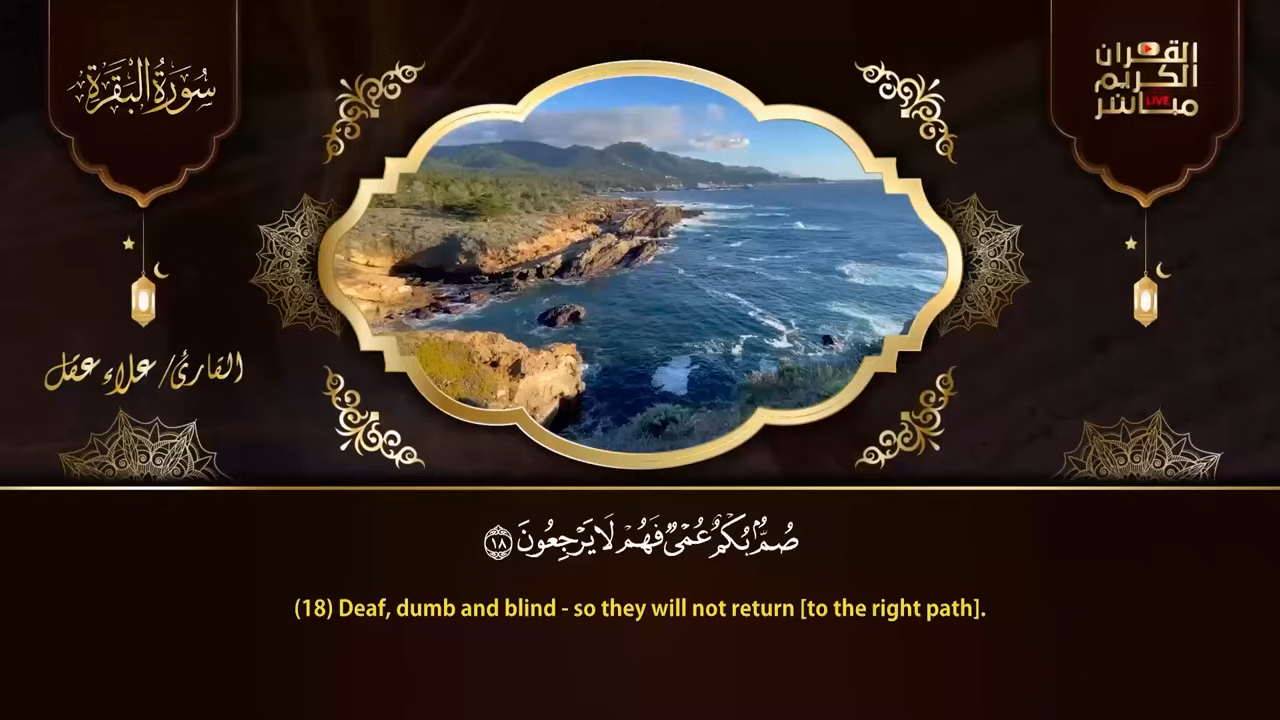 سُورَةُ البَقَرَةِ
القرآن
الكريم
مباشر
LIVE
القارئ/ علاء عقل
صُمٌّۢ بُكْمٌ عُمْىٌ فَهُمْ لَا يَرْجِعُونَ ١٨
(18) Deaf, dumb and blind - so they will not return [to the right path].